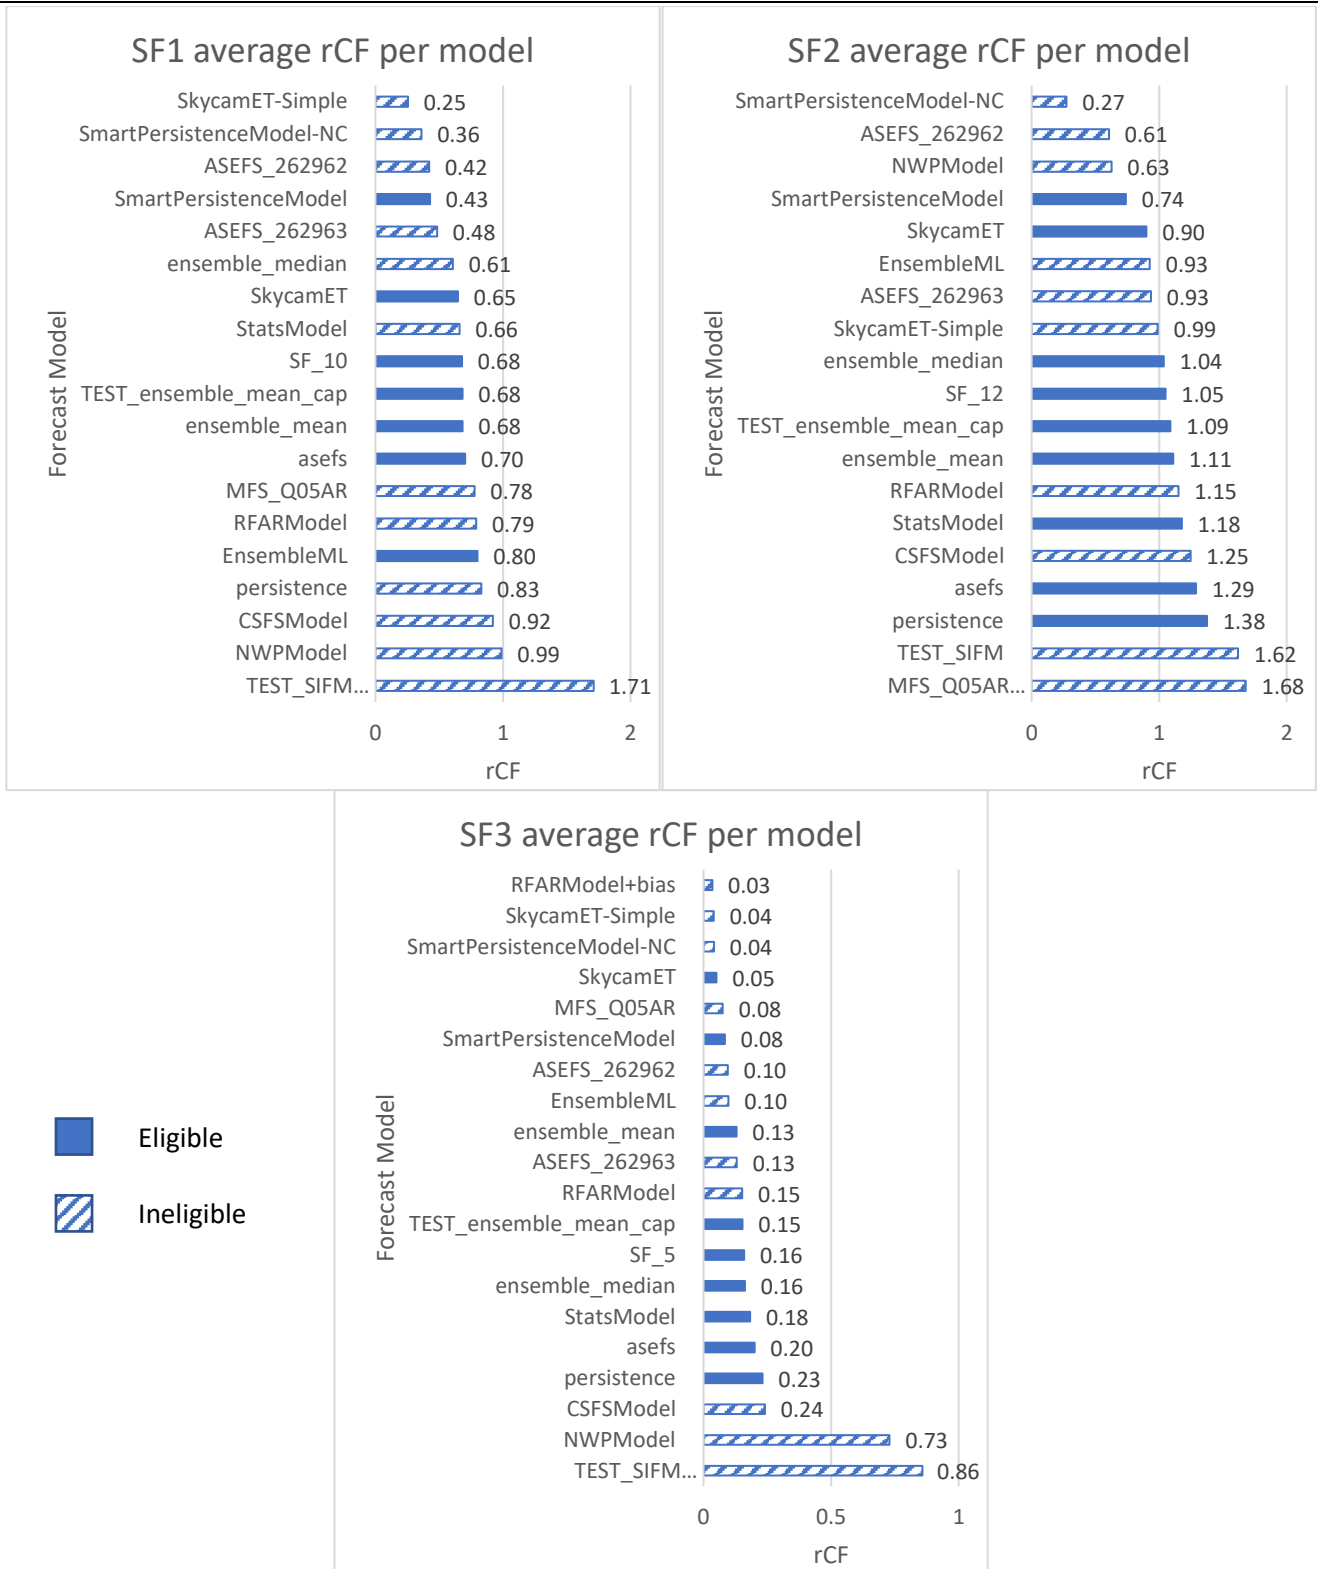 SF1 average rCF per model
Forecast Model
SkycamET-Simple 0.25
SmartPersistenceModel-NC 0.36
ASEFS_262962 0.42
SmartPersistenceModel 0.43
ASEFS_262963 0.48
ensemble_median 0.61
SkycamET 0.65
StatsModel 0.66
SF_10 0.68
TEST_ensemble_mean_cap 0.68
ensemble_mean 0.68
asefs 0.70
MFS_Q05AR 0.78
RFARModel 0.79
EnsembleML 0.80
persistence 0.83
CSFSModel 0.92
NWPModel 0.99
TEST_SIFM... 1.71
0 1 2
rCF
SF2 average rCF per model
Forecast Model
SmartPersistenceModel-NC 0.27
ASEFS_262962 0.61
NWPModel 0.63
SmartPersistenceModel 0.74
SkycamET 0.90
EnsembleML 0.93
ASEFS_262963 0.93
SkycamET-Simple 0.99
ensemble_median 1.04
SF_12 1.05
TEST_ensemble_mean_cap 1.09
ensemble_mean 1.11
RFARModel 1.15
StatsModel 1.18
CSFSModel 1.25
asefs 1.29
persistence 1.38
TEST_SIFM 1.62
MFS_Q05AR... 1.68
0 1 2
rCF
SF3 average rCF per model
Forecast Model
RFARModel+bias 0.03
SkycamET-Simple 0.04
SmartPersistenceModel-NC 0.04
SkycamET 0.05
MFS_Q05AR 0.08
SmartPersistenceModel 0.08
ASEFS_262962 0.10
EnsembleML 0.10
ensemble_mean 0.13
ASEFS_262963 0.13
RFARModel 0.15
TEST_ensemble_mean_cap 0.15
SF_5 0.16
ensemble_median 0.16
StatsModel 0.18
asefs 0.20
persistence 0.23
CSFSModel 0.24
NWPModel 0.73
TEST_SIFM... 0.86
0 0.5 1
rCF
Eligible
Ineligible